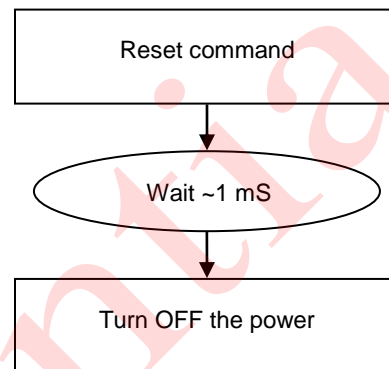 Reset command
Wait ~1 mS
Turn OFF the power